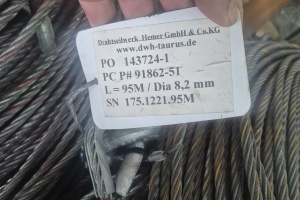 Drahtseilwerk Hemer GmbH & Co.KG
www.dwh-taurus.de
PO 143724-1
PC P# 91862-51
L = 95M / Dia 8,2 mm
SN 175.1221.95M